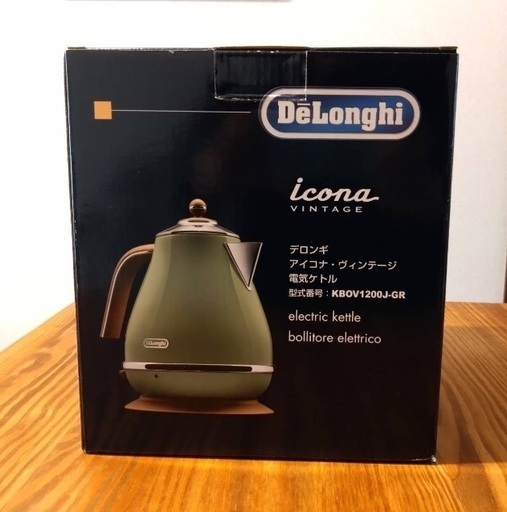 DēLonghi
icona
VINTAGE
デロンギ
アイコナ・ヴィンテージ
電気ケトル
型式番号：KBOV1200J-GR
electric kettle
bollitore elettrico
DēLonghi